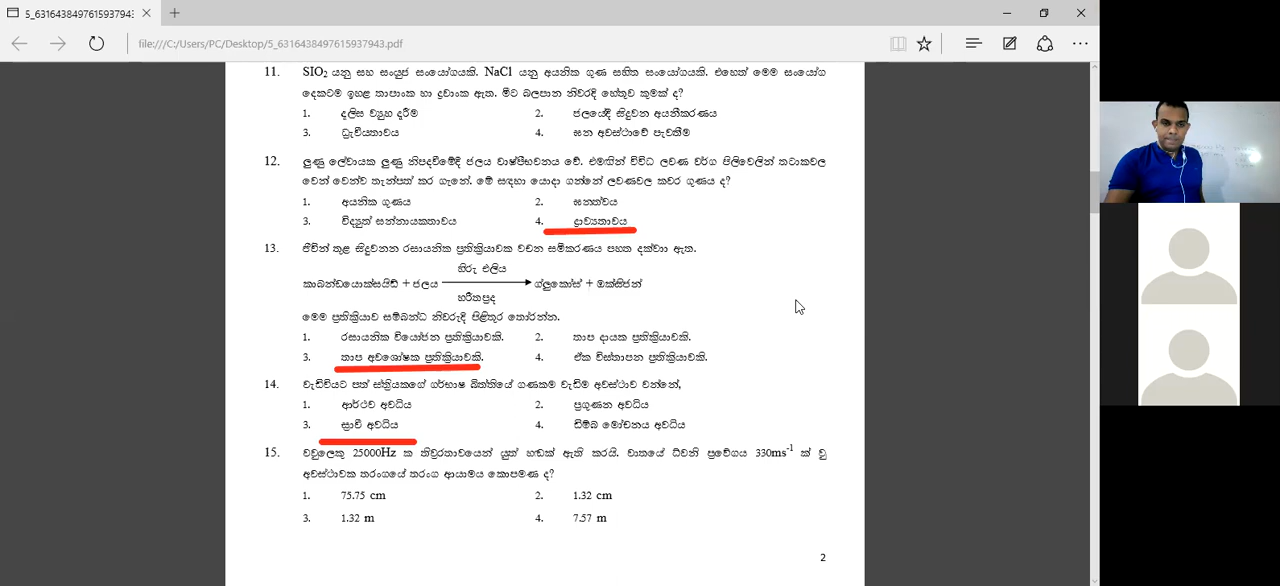 5_6316438497615937943
file:///C:/Users/PC/Desktop/5_6316438497615937943.pdf
11. SIO₂ යනු සහ සංයුජ සංයෝගයකි. NaCl යනු අයනික ගුණ සහිත සංයෝගයකි. එහෙත් මෙම සංයෝග
දෙකටම ඉහළ තාපාංක හා ද්‍රවාංක ඇත. මීට බලපාන නිවරදි හේතුව කුමක් ද?
1. දැලිස ව්‍යුහ දැරීම 2. ජලයේදී සිදුවන අයනීකරණය
3. ධ්‍රැවීයතාවය 4. ඝන අවස්ථාවේ පැවතීම
12. ලුණු ලේවායක ලුණු නිපදවීමේදී ජලය වාෂ්පීභවනය වේ. එමඟින් විවිධ ලවණ වර්ග පිලිවෙලින් තටාකවල
වෙන් වෙන්ව තැන්පත් කර ගැනේ. මේ සඳහා යොදා ගන්නේ ලවණවල කවර ගුණය ද?
1. අයනික ගුණය 2. ඝනත්වය
3. විද්‍යුත් සන්නායකතාවය 4. ද්‍රාව්‍යතාවය
13. ජීවීන් තුළ සිදුවනන රසායනික ප්‍රතික්‍රියාවක වචන සමීකරණය පහත දක්වාා ඇත.
හිරු එලිය
කාබන්ඩයොක්සයිඩ් + ජලය ග්ලුකෝස් + ඔක්සිජන්
හරිතප්‍රද
මෙම ප්‍රතික්‍රියාව සම්බන්ධ නිවරුදි පිළිතුර තෝරන්න.
1. රසායනික වියෝජන ප්‍රතික්‍රියාවකි. 2. තාප දායක ප්‍රතික්‍රියාවකි.
3. තාප අවශෝෂක ප්‍රතික්‍රියාවකි. 4. ඒක විස්තාපන ප්‍රතික්‍රියාවකි.
14. වැඩිවියට පත් ස්ත්‍රියකගේ ගර්භාෂ බිත්තියේ ගණකම වැඩිම අවස්ථාව වන්නේ,
1. ආර්ථව අවධිය 2. ප්‍රගුණන අවධිය
3. ස්‍රාවී අවධිය 4. ඩිම්බ මෝචනය අවධිය
15. වවුලෙකු 25000Hz ක තීව්‍රතාවයෙන් යුත් හඬක් ඇති කරයි. වාතයේ ධ්වනි ප්‍රවේගය 330ms⁻¹ ක් වු
අවස්ථාවක තරංගයේ තරංග ආයාමය කොපමණ ද?
1. 75.75 cm 2. 1.32 cm
3. 1.32 m 4. 7.57 m
2